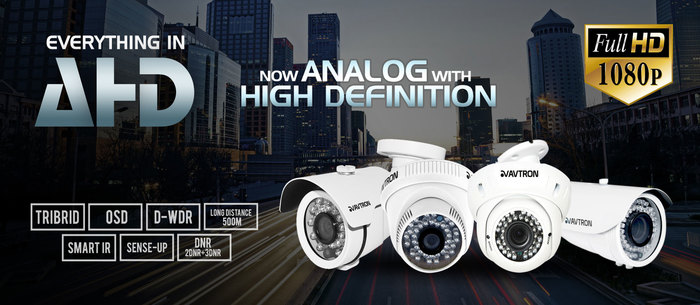 EVERYTHING IN
AHD
NOW ANALOG WITH
HIGH DEFINITION
Full HD
1080P
TRIBRID
OSD
D-WDR
LONG DISTANCE
500M
SMART IR
SENSE-UP
DNR
2DNR+3DNR
AVTRON
AVTRON
AVTRON
AVTRON